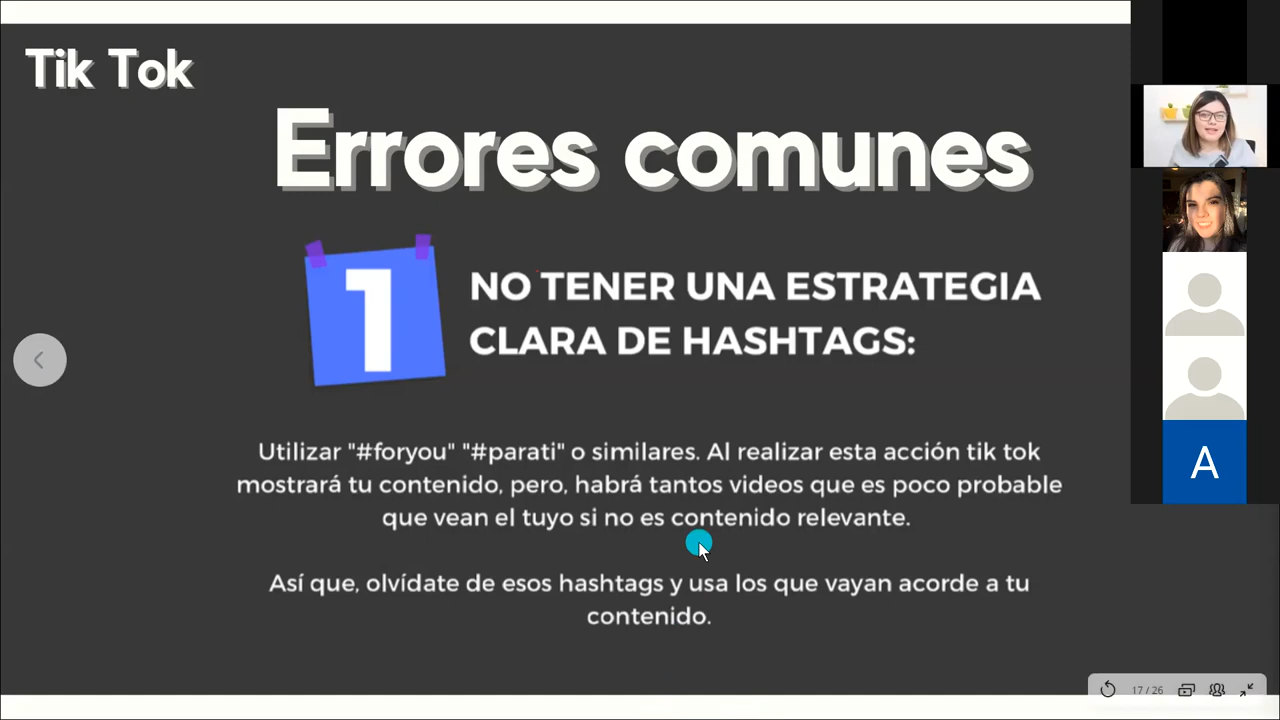 Tik Tok
Errores comunes
1
NO TENER UNA ESTRATEGIA
CLARA DE HASHTAGS:
Utilizar "#foryou" "#parati" o similares. Al realizar esta acción tik tok
mostrará tu contenido, pero, habrá tantos videos que es poco probable
que vean el tuyo si no es contenido relevante.
Así que, olvídate de esos hashtags y usa los que vayan acorde a tu
contenido.
A
17 / 26